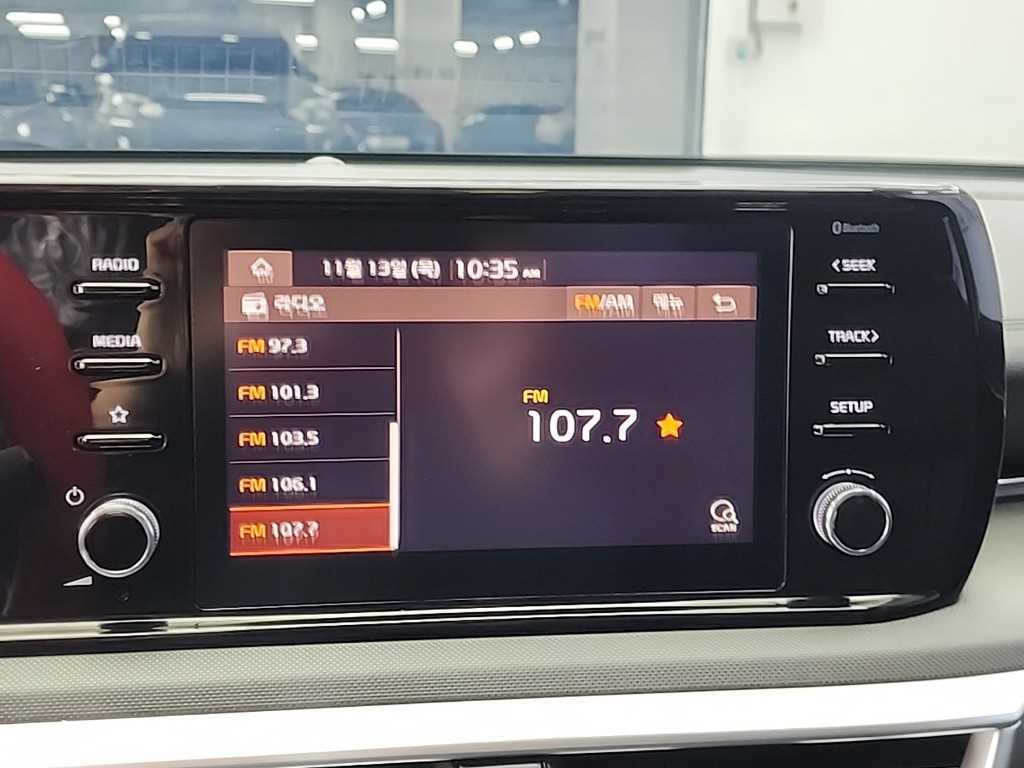 Bluetooth
RADIO
<SEEK
11월 13일 (목) 10:35 AM
라디오 FM/AM 메뉴
MEDIA
TRACK>
FM 97.3
FM 101.3
FM 103.5
FM 105.1
FM 107.7
FM
107.7
SETUP
SCAN